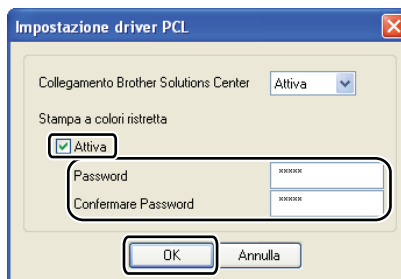 Impostazione driver PCL
Collegamento Brother Solutions Center Attiva
Stampa a colori ristretta
Attiva
Password *****
Confermare Password *****
OK Annulla